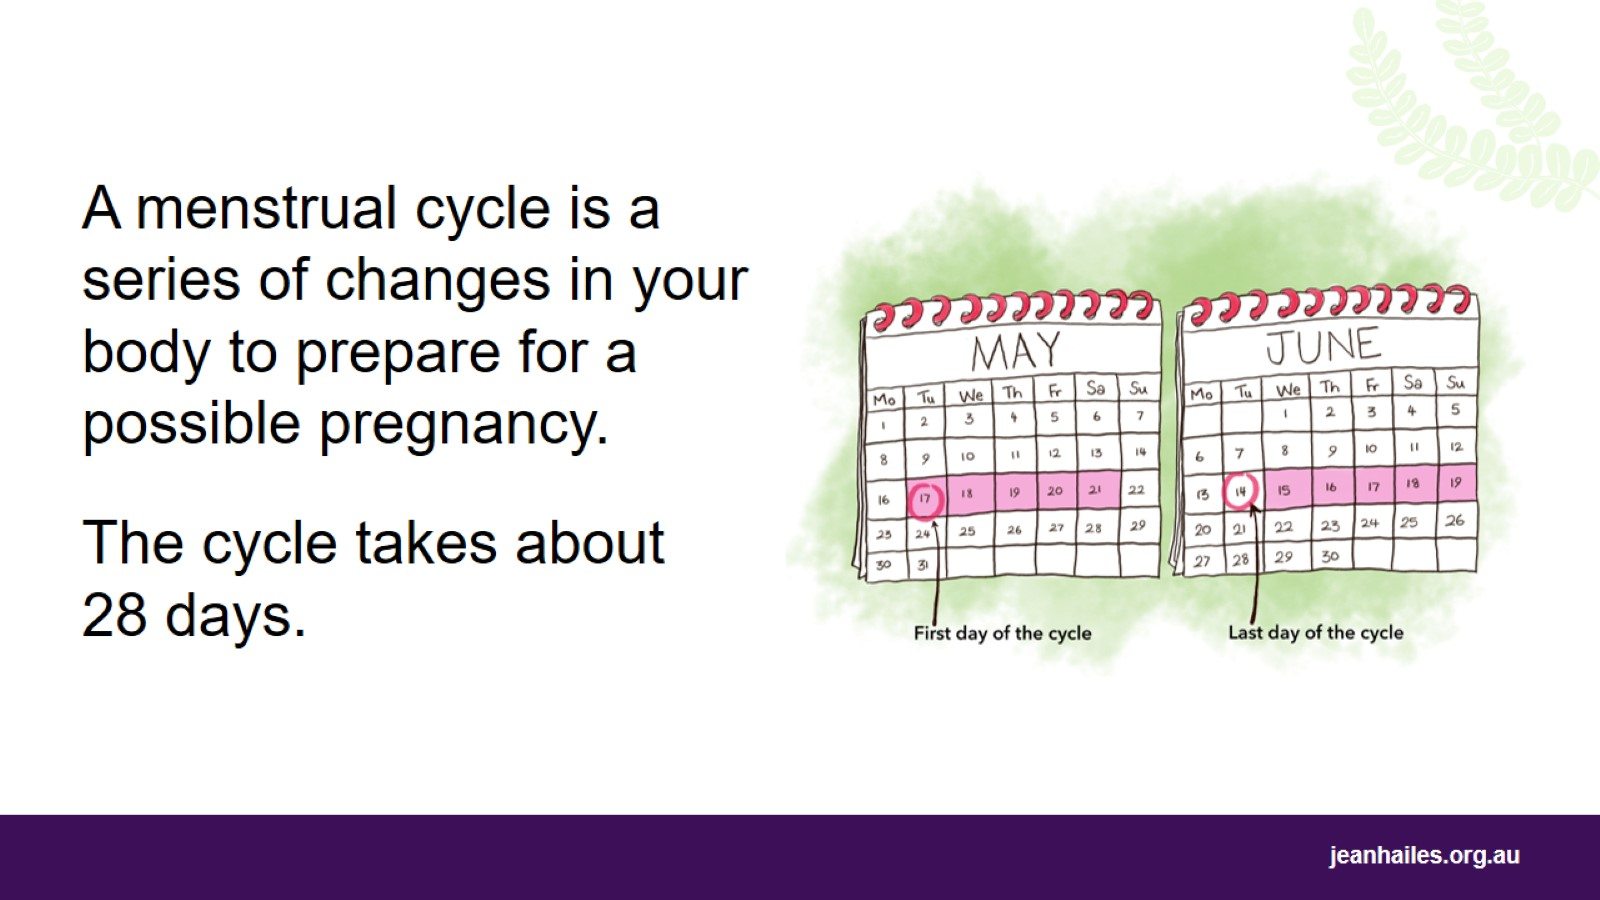 A menstrual cycle is a
series of changes in your
body to prepare for a
possible pregnancy.
The cycle takes about
28 days.
MAY
Mo Tu We Th Fr Sa Su
1 2 3 4 5 6 7
8 9 10 11 12 13 14
16 17 18 19 20 21 22
23 24 25 26 27 28 29
30 31
First day of the cycle
JUNE
Mo Tu We Th Fr Sa Su
1 2 3 4 5
6 7 8 9 10 11 12
13 14 15 16 17 18 19
20 21 22 23 24 25 26
27 28 29 30
Last day of the cycle
jeanhailes.org.au